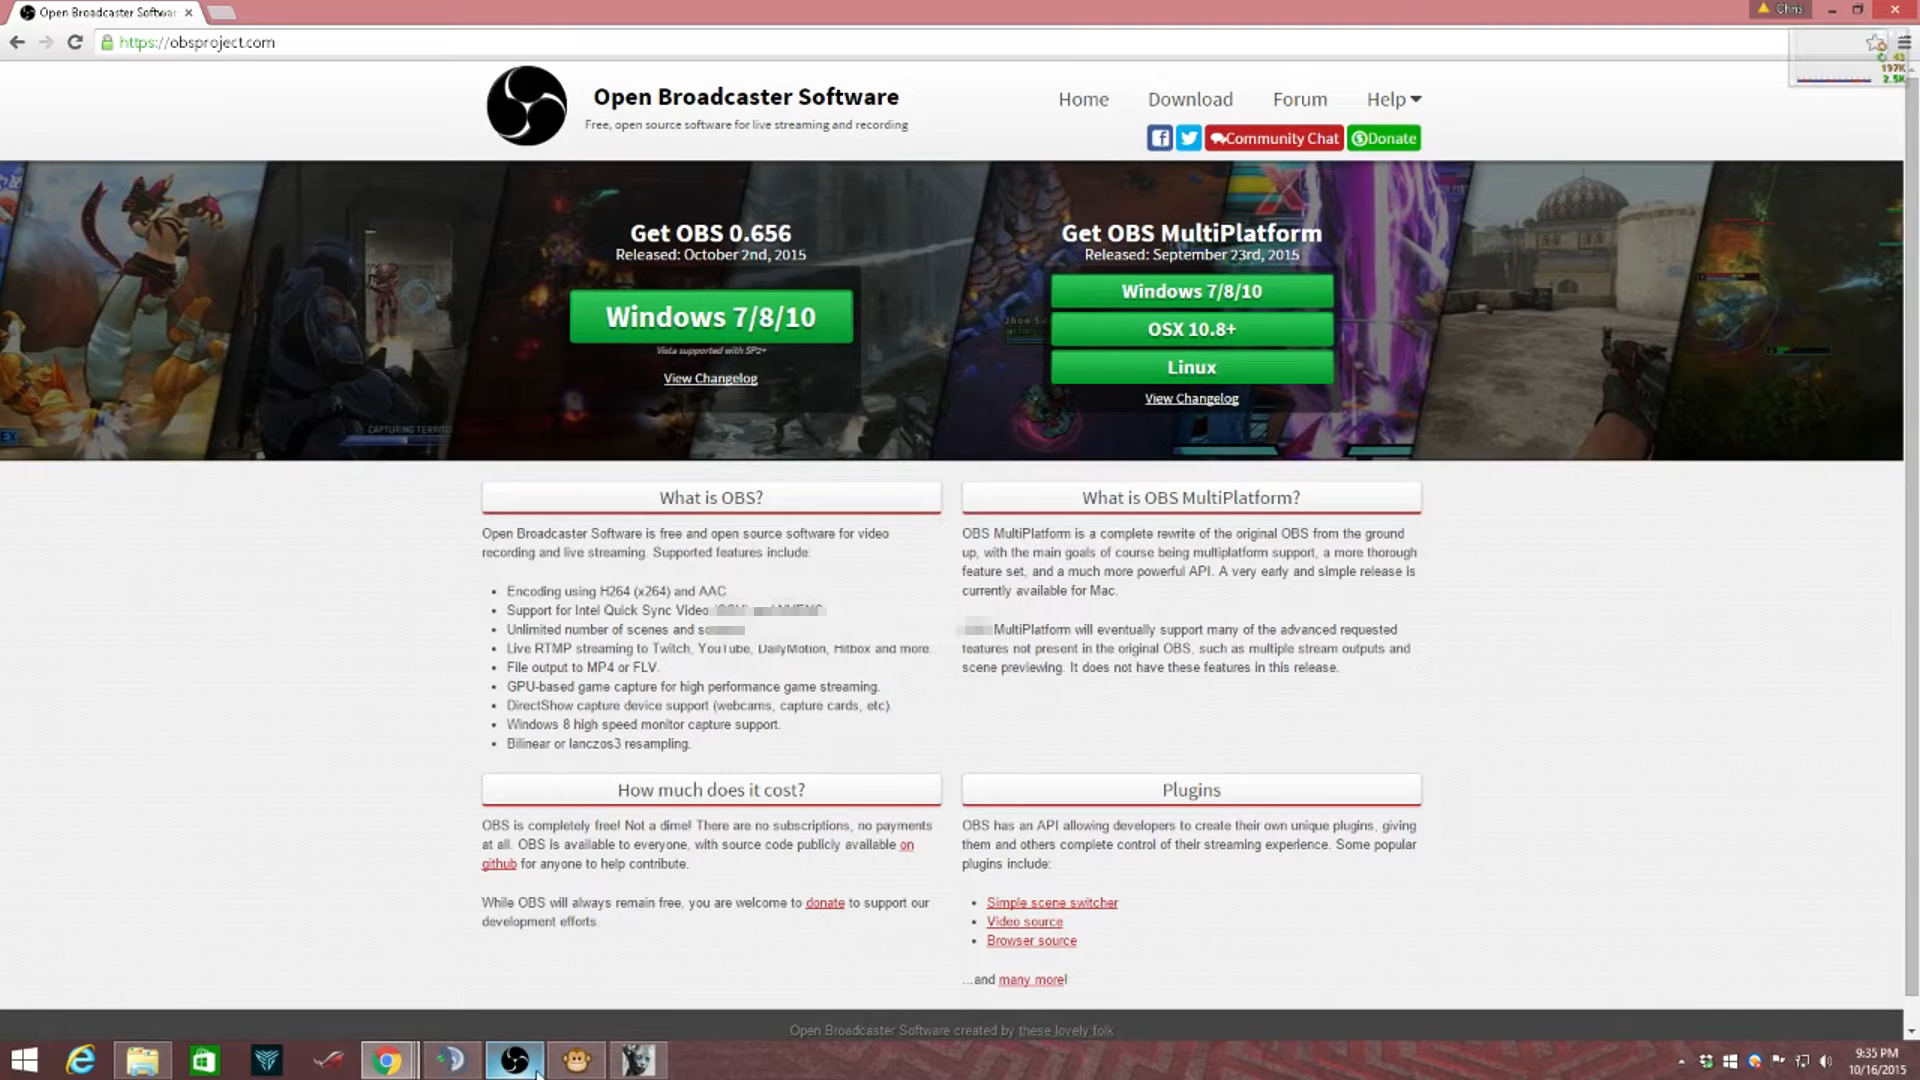 Open Broadcaster Softwar
Chris
https://obsproject.com
43
197K
2.5K
Open Broadcaster Software
Free, open source software for live streaming and recording
Home
Download
Forum
Help
Community Chat
Donate
Get OBS 0.656
Released: October 2nd, 2015
Windows 7/8/10
Vista supported with SP2+
View Changelog
Get OBS MultiPlatform
Released: September 23rd, 2015
Windows 7/8/10
OSX 10.8+
Linux
View Changelog
CAPTURING TERRITO
What is OBS?
Open Broadcaster Software is free and open source software for video
recording and live streaming. Supported features include:
Encoding using H264 (x264) and AAC.
Support for Intel Quick Sync Video
Unlimited number of scenes and
Live RTMP streaming to Twitch, YouTube, DailyMotion, Hitbox and more.
File output to MP4 or FLV.
GPU-based game capture for high performance game streaming.
DirectShow capture device support (webcams, capture cards, etc).
Windows 8 high speed monitor capture support.
Bilinear or lanczos3 resampling.
What is OBS MultiPlatform?
OBS MultiPlatform is a complete rewrite of the original OBS from the ground
up, with the main goals of course being multiplatform support, a more thorough
feature set, and a much more powerful API. A very early and simple release is
currently available for Mac.
MultiPlatform will eventually support many of the advanced requested
features not present in the original OBS, such as multiple stream outputs and
scene previewing. It does not have these features in this release.
How much does it cost?
OBS is completely free! Not a dime! There are no subscriptions, no payments
at all. OBS is available to everyone, with source code publicly available on
github for anyone to help contribute.
While OBS will always remain free, you are welcome to donate to support our
development efforts
Plugins
OBS has an API allowing developers to create their own unique plugins, giving
them and others complete control of their streaming experience. Some popular
plugins include:
Simple scene switcher
Video source
Browser source
...and many more!
Open Broadcaster Software created by these lovely folk
9:35 PM
10/16/2015